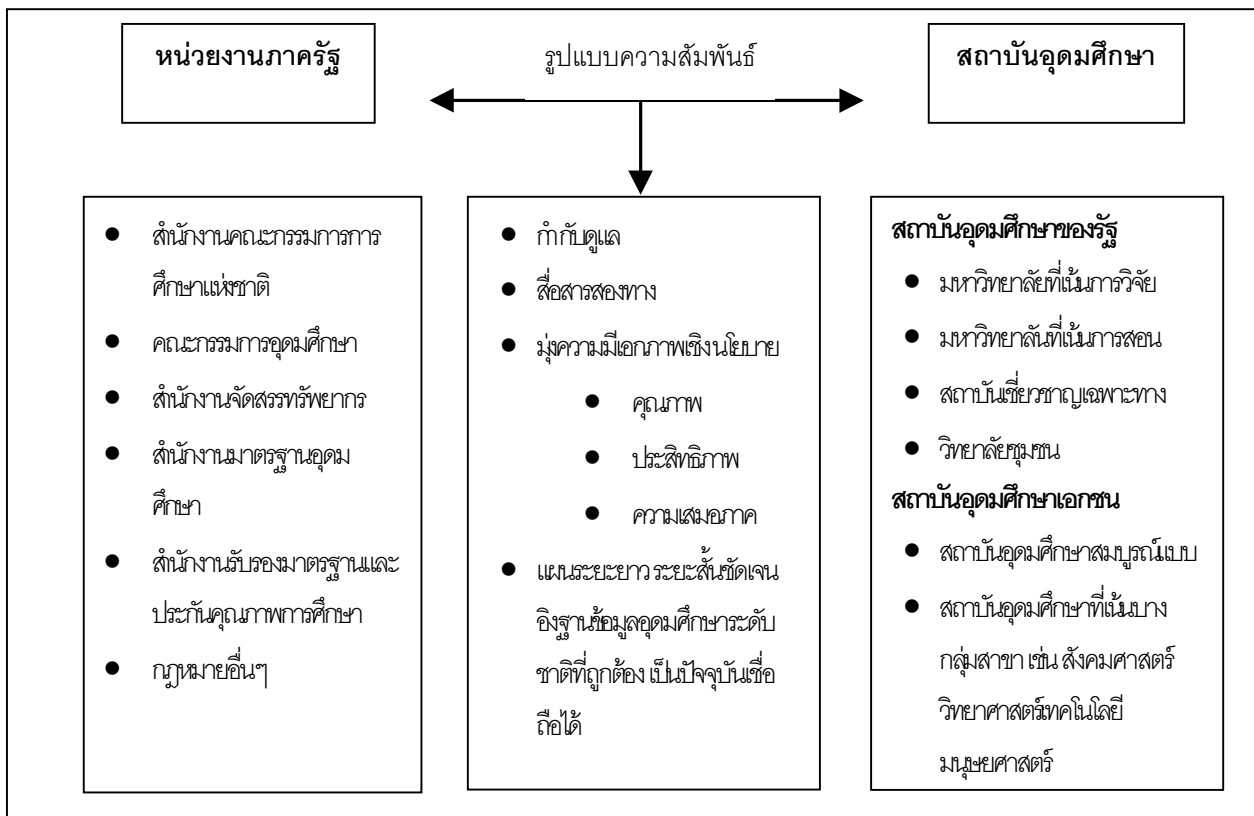 หน่วยงานภาครัฐ
รูปแบบความสัมพันธ์
สถาบันอุดมศึกษา
● สำนักงานคณะกรรมการการ
ศึกษาแห่งชาติ
● คณะกรรมการอุดมศึกษา
● สำนักงานจัดสรรทรัพยากร
● สำนักงานมาตรฐานอุดม
ศึกษา
● สำนักงานรับรองมาตรฐานและ
ประกันคุณภาพการศึกษา
● กฎหมายอื่นๆ
● กำกับดูแล
● สื่อสารสองทาง
● มุ่งความมีเอกภาพเชิงนโยบาย
● คุณภาพ
● ประสิทธิภาพ
● ความเสมอภาค
● แผนระยะยาว ระยะสั้นชัดเจน
อิงฐานข้อมูลอุดมศึกษาระดับ
ชาติที่ถูกต้อง เป็นปัจจุบันเชื่อ
ถือได้
สถาบันอุดมศึกษาของรัฐ
● มหาวิทยาลัยที่เน้นการวิจัย
● มหาวิทยาลันที่เน้นการสอน
● สถาบันเชี่ยวชาญเฉพาะทาง
● วิทยาลัยชุมชน
สถาบันอุดมศึกษาเอกชน
● สถาบันอุดมศึกษาสมบูรณ์แบบ
● สถาบันอุดมศึกษาที่เน้นบาง
กลุ่มสาขา เช่น สังคมศาสตร์
วิทยาศาสตร์เทคโนโลยี
มนุษยศาสตร์